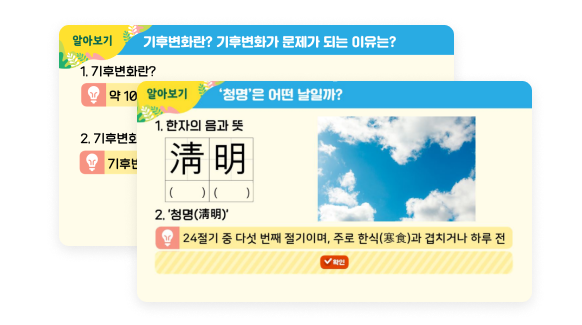 알아보기
기후변화란? 기후변화가 문제가 되는 이유는?
1. 기후변화란?
약 10
2. 기후변화
기후변
알아보기
'청명'은 어떤 날일까?
1. 한자의 음과 뜻
淸 明
( ) ( )
2. '청명(淸明)'
24절기 중 다섯 번째 절기이며, 주로 한식(寒食)과 겹치거나 하루 전
확인